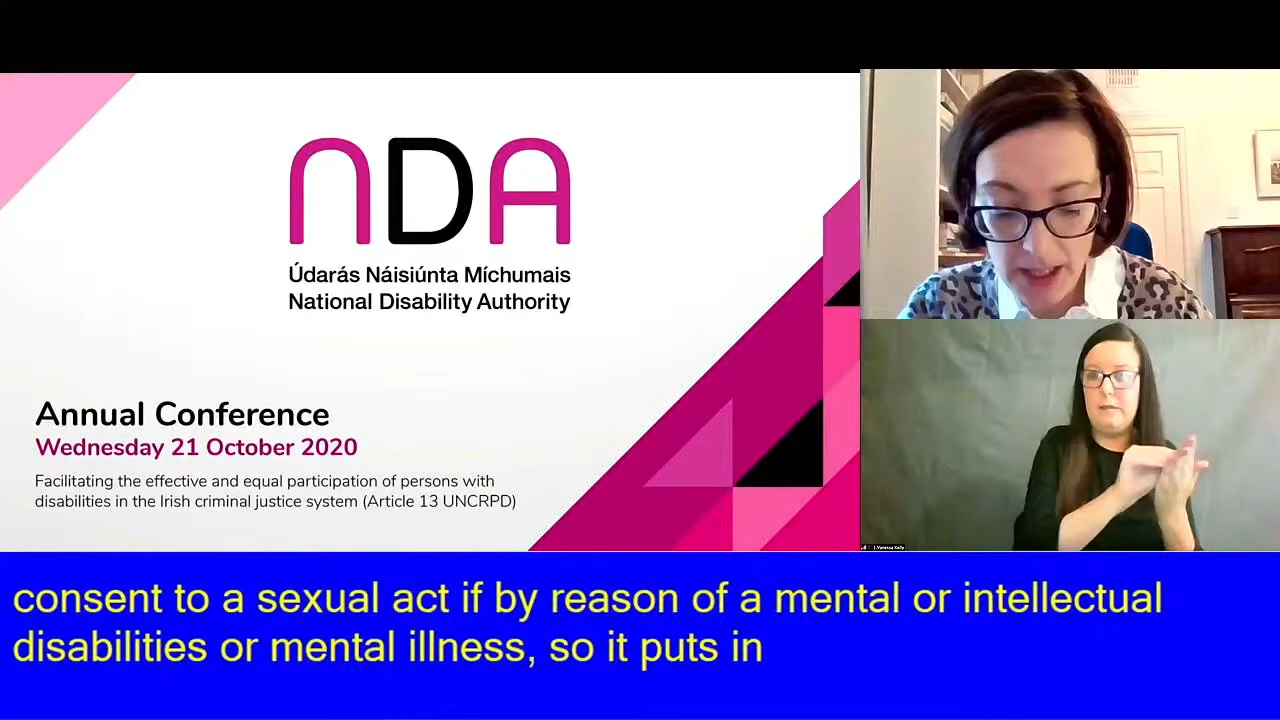 NDA
Údarás Náisiúnta Míchumais
National Disability Authority
Annual Conference
Wednesday 21 October 2020
Facilitating the effective and equal participation of persons with
disabilities in the Irish criminal justice system (Article 13 UNCRPD)
Vanessa Kelly
consent to a sexual act if by reason of a mental or intellectual
disabilities or mental illness, so it puts in